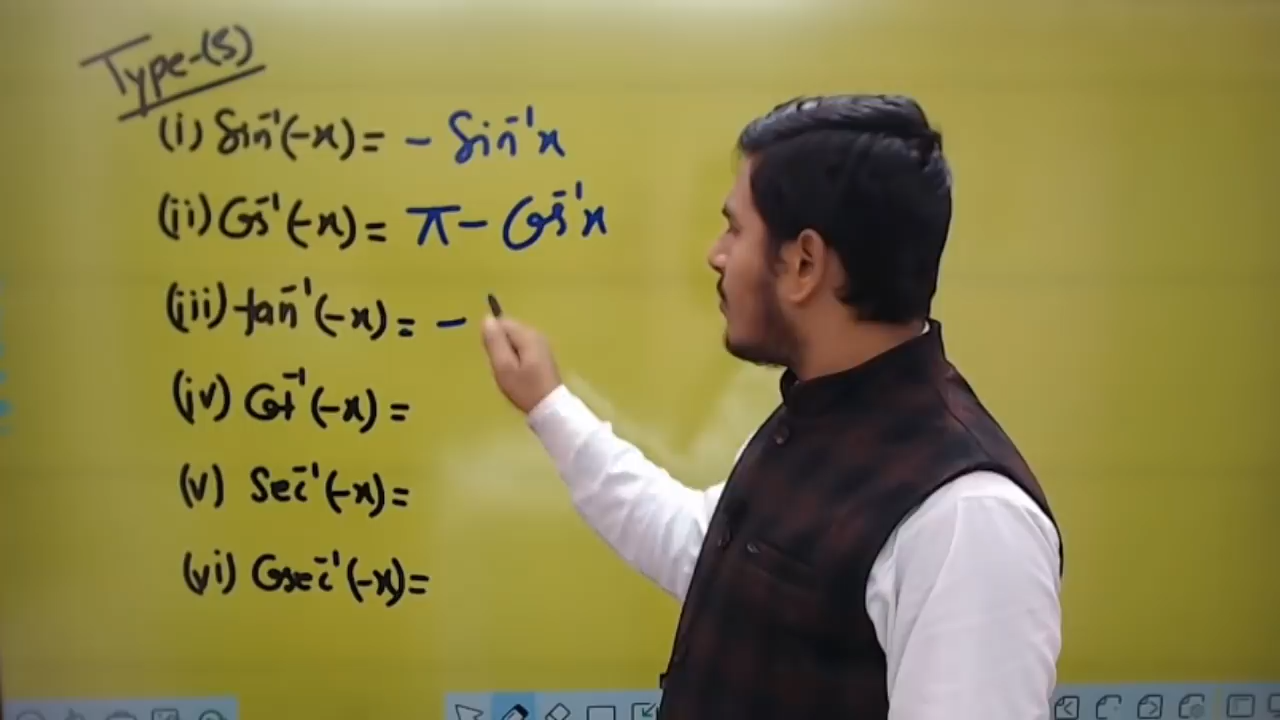 Type-(5)
(i) Sin⁻¹(-x) = - Sin⁻¹x
(ii) Cos⁻¹(-x) = π - Cos⁻¹x
(iii) tan⁻¹(-x) = -
(iv) Cot⁻¹(-x) =
(v) Sec⁻¹(-x) =
(vi) Cosec⁻¹(-x) =